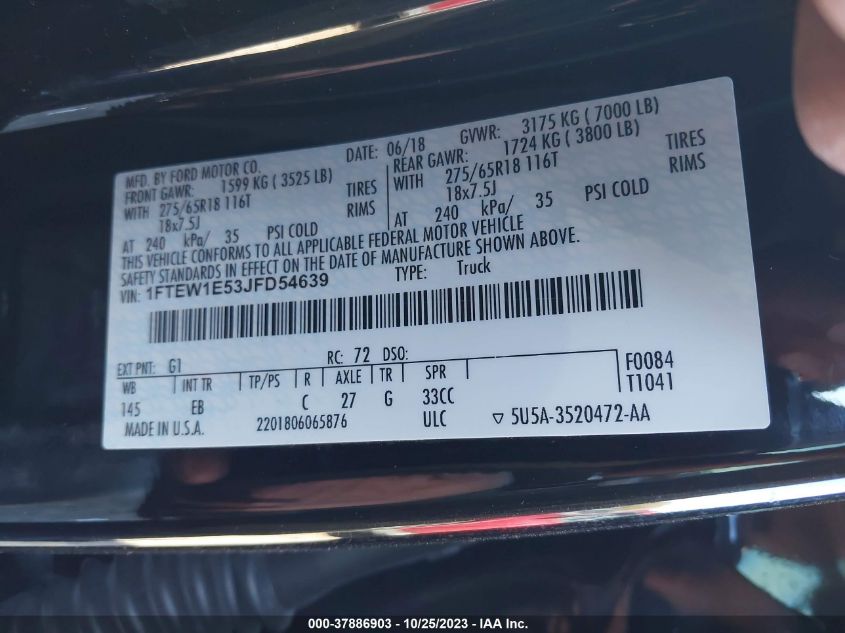 MFD. BY FORD MOTOR CO. DATE: 06/18 GVWR: 3175 KG ( 7000 LB)
FRONT GAWR: 1599 KG ( 3525 LB) REAR GAWR: 1724 KG ( 3800 LB)
WITH 275/65R18 116T TIRES WITH 275/65R18 116T TIRES
18x7.5J RIMS 18x7.5J RIMS
AT 240 kPa/ 35 PSI COLD AT 240 kPa/ 35 PSI COLD
THIS VEHICLE CONFORMS TO ALL APPLICABLE FEDERAL MOTOR VEHICLE
SAFETY STANDARDS IN EFFECT ON THE DATE OF MANUFACTURE SHOWN ABOVE.
VIN: 1FTEW1E53JFD54639 TYPE: Truck
EXT PNT: G1 RC: 72 DSO: F0084
WB INT TR TP/PS R AXLE TR SPR T1041
145 EB C 27 G 33CC
MADE IN U.S.A. 2201806065876 ULC ▽ 5U5A-3520472-AA
000-37886903 - 10/25/2023 - IAA Inc.